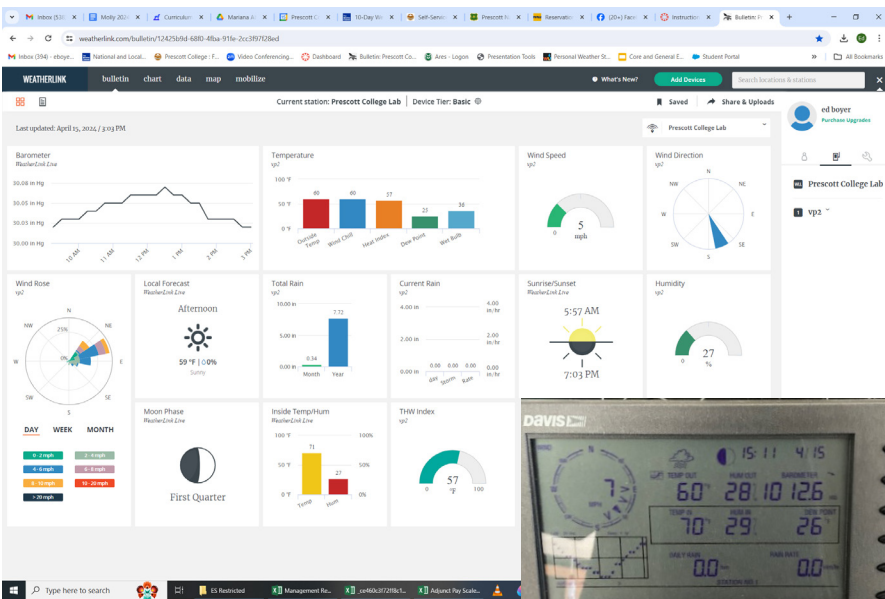 Inbox (530)
Molly 202
Curriculum
Mariana A
Prescott C
10-Day We
Self-Servic
Prescott N
Reservatio
(20+) Face
Instruction
Bulletin: P
weatherlink.com/bulletin/12425b9d-68f0-4fba-91fe-2cc3f97f28ed
Inbox (394) - eboye...
National and Local...
Prescott College : F...
Video Conferencing...
Dashboard
Bulletin: Prescott Co...
Ares - Logon
Presentation Tools
Personal Weather St...
Core and General E...
Student Portal
All Bookmarks
WEATHERLINK bulletin chart data map mobilize
What's New? Add Devices Search locations & stations
Current station: Prescott College Lab | Device Tier: Basic
Saved Share & Uploads
ed boyer
Purchase Upgrades
Last updated: April 15, 2024 / 3:03 PM
Prescott College Lab
WLL Prescott College Lab
1 vp2
Barometer
WeatherLink Live
30.08 in Hg
30.05 in Hg
30.03 in Hg
30.00 in Hg
10 AM 11 AM 12 PM 1 PM 2 PM 3 PM
Temperature
vp2
100 °F
50 °F
0 °F
60 60 57 25 36
Outside Temp Wind Chill Heat Index Dew Point Wet Bulb
Wind Speed
vp2
5
0 mph
Wind Direction
vp2
N
NW NE
W E
SW SE
S
Wind Rose
vp2
N
NW 25% NE
W 0% E
SW SE
S
DAY WEEK MONTH
0 - 2 mph 2 - 4 mph
4 - 6 mph 6 - 8 mph
8 - 10 mph 10 - 20 mph
> 20 mph
Local Forecast
WeatherLink Live
Afternoon
59 °F | 0%
Sunny
Total Rain
vp2
10.00 in
5.00 in
0.00 in
0.34 7.72
Month Year
Current Rain
vp2
4.00 in 4.00 in/hr
2.00 in 2.00 in/hr
0.00 in 0.00 0.00 0.00 0.00 in/hr
day storm Rate
Sunrise/Sunset
WeatherLink Live
5:57 AM
7:03 PM
Humidity
vp2
27
%
Moon Phase
WeatherLink Live
First Quarter
Inside Temp/Hum
WeatherLink Live
100 °F 100%
50 °F 50%
0 °F 0%
71 27
Temp Hum
THW Index
vp2
57
0 °F 100
DAVIS
WIND
15:11 4/15
TEMP OUT HUM OUT BAROMETER
60 28 1012.6
7
MPH
TEMP IN HUM IN DEW POINT
70 29 26
DAILY RAIN RAIN RATE
0.0 0.0
STATION NO. 1
Type here to search
ES Restricted
Management Re...
_ce460c3f72f18c1...
Adjunct Pay Scale...